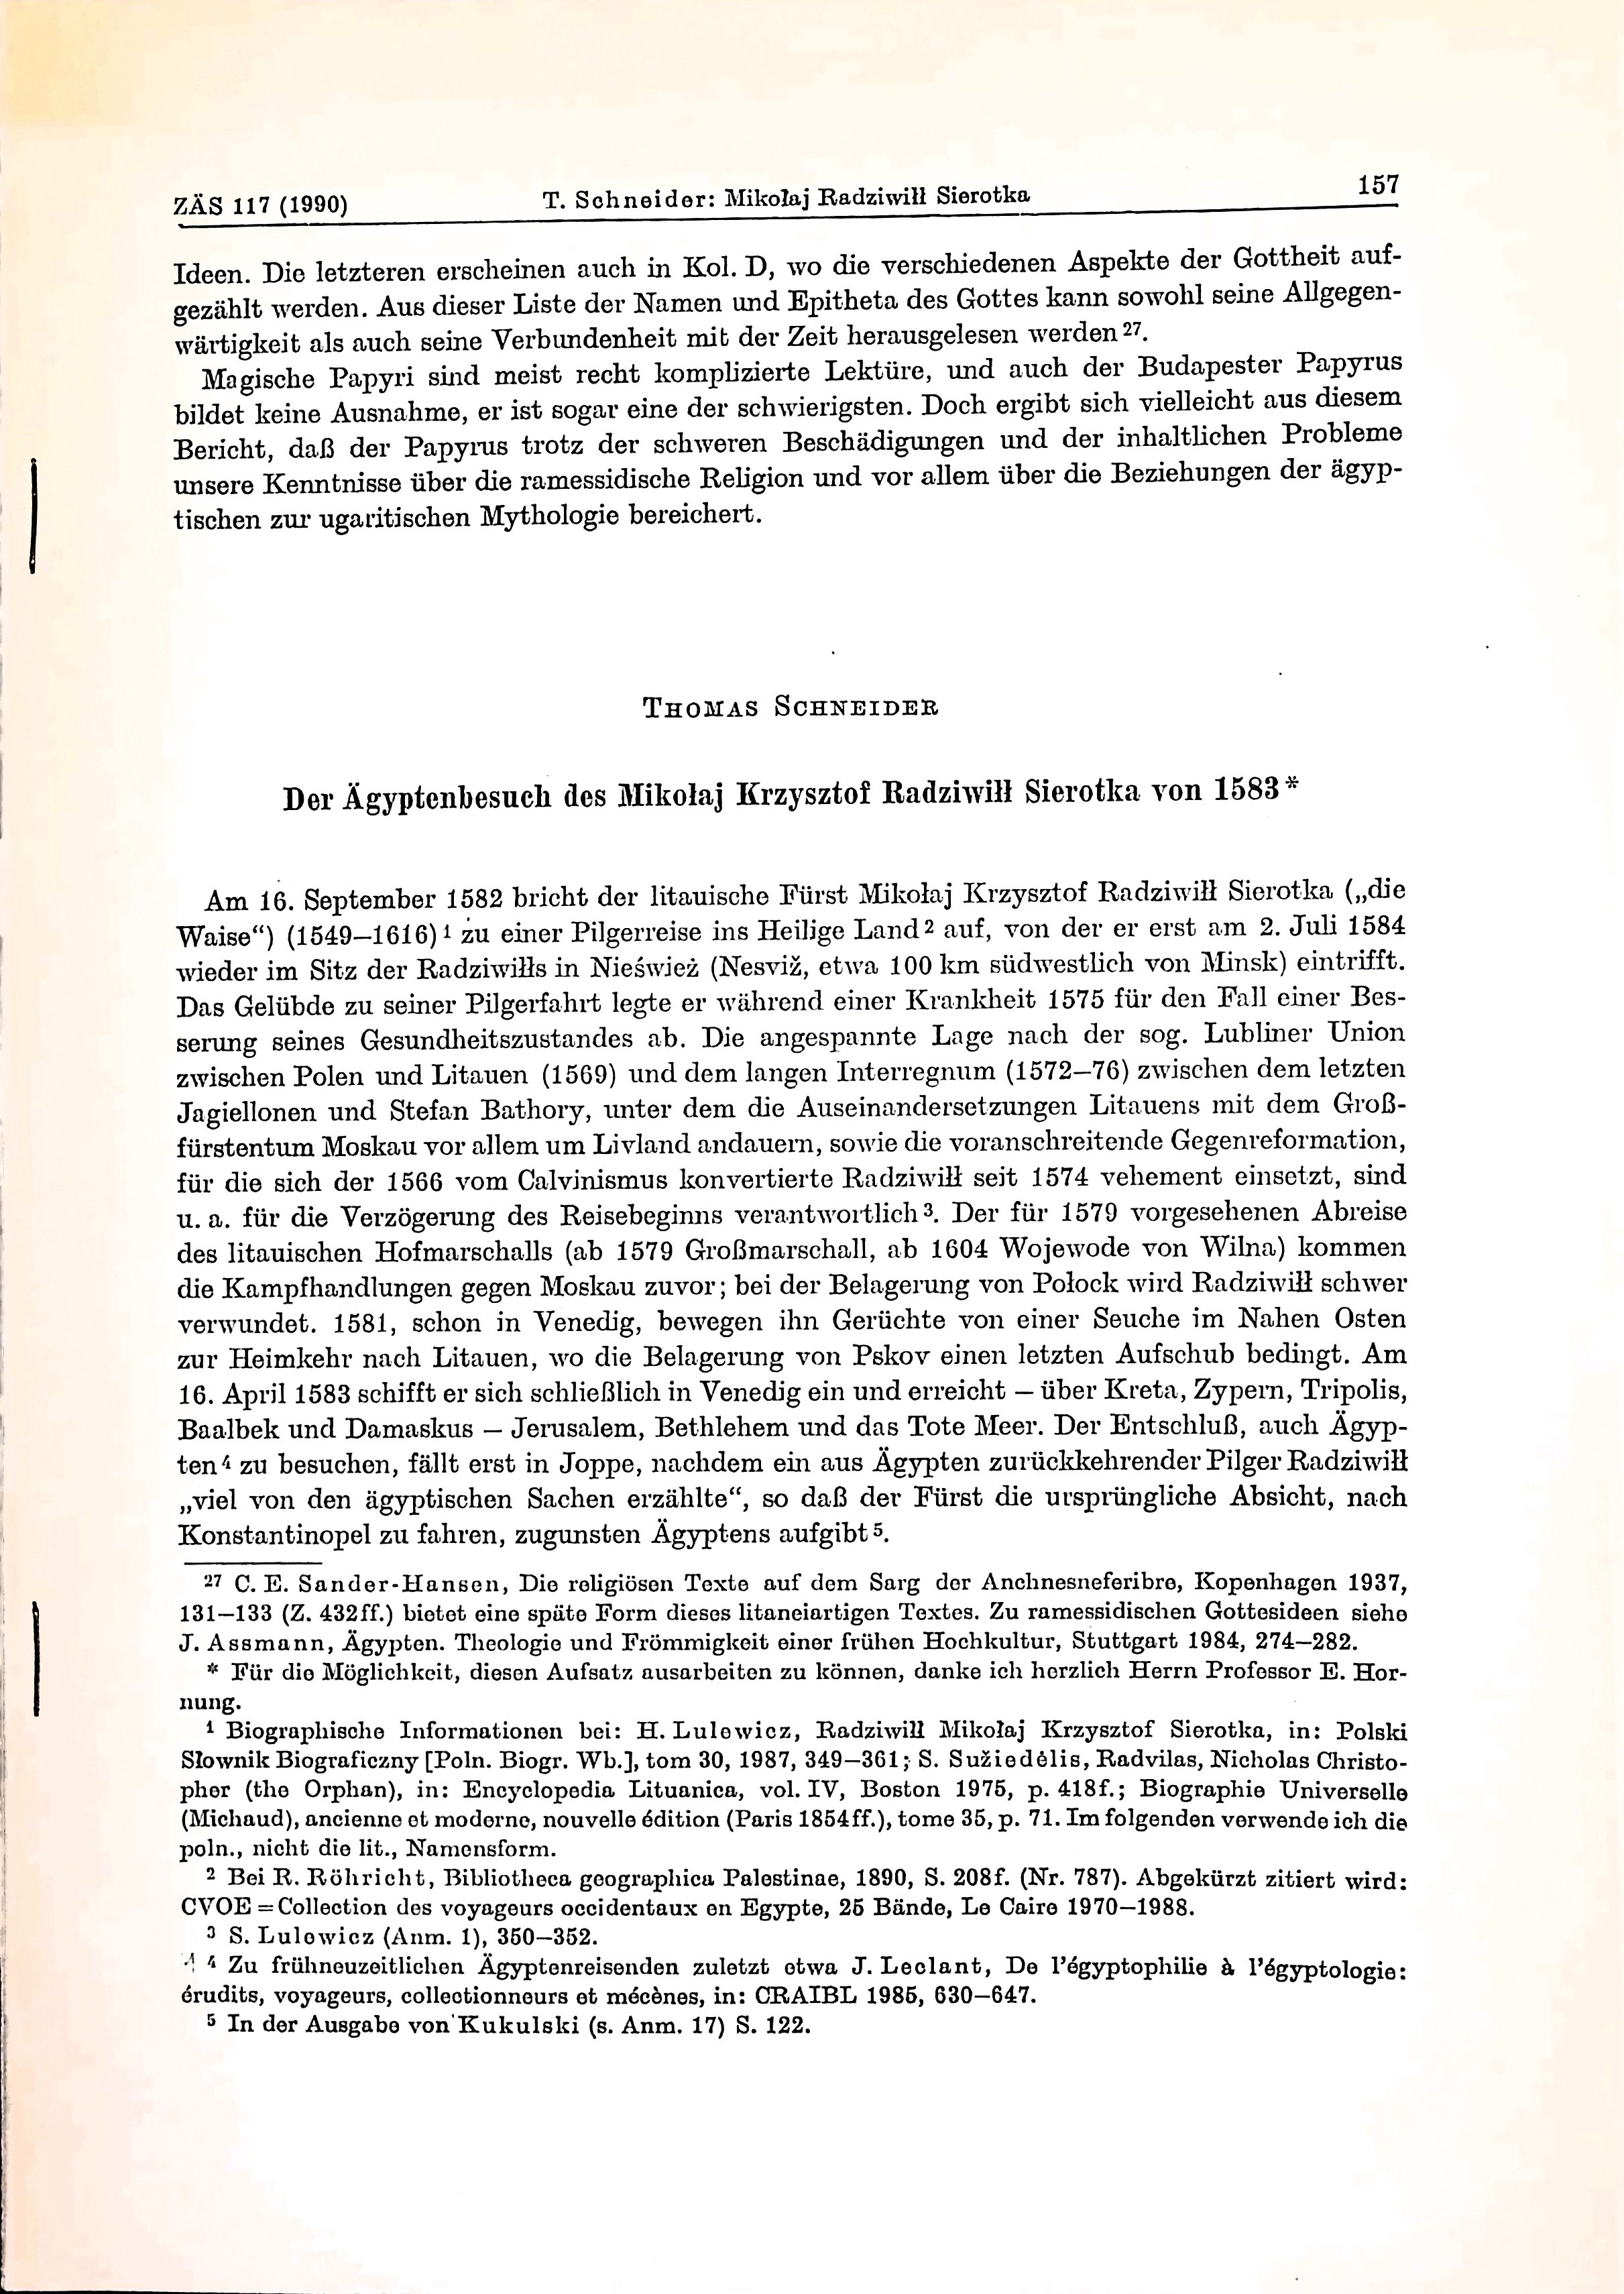 ZÄS 117 (1990) T. Schneider: Mikołaj Radziwiłł Sierotka 157
Ideen. Die letzteren erscheinen auch in Kol. D, wo die verschiedenen Aspekte der Gottheit auf-
gezählt werden. Aus dieser Liste der Namen und Epitheta des Gottes kann sowohl seine Allgegen-
wärtigkeit als auch seine Verbundenheit mit der Zeit herausgelesen werden 27.
Magische Papyri sind meist recht komplizierte Lektüre, und auch der Budapester Papyrus
bildet keine Ausnahme, er ist sogar eine der schwierigsten. Doch ergibt sich vielleicht aus diesem
Bericht, daß der Papyrus trotz der schweren Beschädigungen und der inhaltlichen Probleme
unsere Kenntnisse über die ramessidische Religion und vor allem über die Beziehungen der ägyp-
tischen zur ugaritischen Mythologie bereichert.
THOMAS SCHNEIDER
Der Ägyptenbesuch des Mikołaj Krzysztof Radziwiłł Sierotka von 1583*
Am 16. September 1582 bricht der litauische Fürst Mikołaj Krzysztof Radziwiłł Sierotka („die
Waise“) (1549–1616) 1 zu einer Pilgerreise ins Heilige Land 2 auf, von der er erst am 2. Juli 1584
wieder im Sitz der Radziwiłłs in Nieświeź (Nesviž, etwa 100 km südwestlich von Minsk) eintrifft.
Das Gelübde zu seiner Pilgerfahrt legte er während einer Krankheit 1575 für den Fall einer Bes-
serung seines Gesundheitszustandes ab. Die angespannte Lage nach der sog. Lubliner Union
zwischen Polen und Litauen (1569) und dem langen Interregnum (1572–76) zwischen dem letzten
Jagiellonen und Stefan Bathory, unter dem die Auseinandersetzungen Litauens mit dem Groß-
fürstentum Moskau vor allem um Livland andauern, sowie die voranschreitende Gegenreformation,
für die sich der 1566 vom Calvinismus konvertierte Radziwiłł seit 1574 vehement einsetzt, sind
u. a. für die Verzögerung des Reisebeginns verantwortlich 3. Der für 1579 vorgesehenen Abreise
des litauischen Hofmarschalls (ab 1579 Großmarschall, ab 1604 Wojewode von Wilna) kommen
die Kampfhandlungen gegen Moskau zuvor; bei der Belagerung von Połock wird Radziwiłł schwer
verwundet. 1581, schon in Venedig, bewegen ihn Gerüchte von einer Seuche im Nahen Osten
zur Heimkehr nach Litauen, wo die Belagerung von Pskov einen letzten Aufschub bedingt. Am
16. April 1583 schifft er sich schließlich in Venedig ein und erreicht – über Kreta, Zypern, Tripolis,
Baalbek und Damaskus – Jerusalem, Bethlehem und das Tote Meer. Der Entschluß, auch Ägyp-
ten 4 zu besuchen, fällt erst in Joppe, nachdem ein aus Ägypten zurückkehrender Pilger Radziwiłł
„viel von den ägyptischen Sachen erzählte“, so daß der Fürst die ursprüngliche Absicht, nach
Konstantinopel zu fahren, zugunsten Ägyptens aufgibt 5.
27 C. E. Sander-Hansen, Die religiösen Texte auf dem Sarg der Anchnesneferibre, Kopenhagen 1937,
131–133 (Z. 432ff.) bietet eine späte Form dieses litaneiartigen Textes. Zu ramessidischen Gottesideen siehe
J. Assmann, Ägypten. Theologie und Frömmigkeit einer frühen Hochkultur, Stuttgart 1984, 274–282.
* Für die Möglichkeit, diesen Aufsatz ausarbeiten zu können, danke ich herzlich Herrn Professor E. Hor-
nung.
1 Biographische Informationen bei: H. Lulewicz, Radziwiłł Mikołaj Krzysztof Sierotka, in: Polski
Słownik Biograficzny [Poln. Biogr. Wb.], tom 30, 1987, 349–361; S. Sužiedėlis, Radvilas, Nicholas Christo-
pher (the Orphan), in: Encyclopedia Lituanica, vol. IV, Boston 1975, p. 418f.; Biographie Universelle
(Michaud), ancienne et moderne, nouvelle édition (Paris 1854ff.), tome 35, p. 71. Im folgenden verwende ich die
poln., nicht die lit., Namensform.
2 Bei R. Röhricht, Bibliotheca geographica Palestinae, 1890, S. 208f. (Nr. 787). Abgekürzt zitiert wird:
CVOE = Collection des voyageurs occidentaux en Egypte, 25 Bände, Le Caire 1970–1988.
3 S. Lulewicz (Anm. 1), 350–352.
4 Zu frühneuzeitlichen Ägyptenreisenden zuletzt etwa J. Leclant, De l'égyptophilie à l'égyptologie:
érudits, voyageurs, collectionneurs et mécènes, in: CRAIBL 1985, 630–647.
5 In der Ausgabe von Kukulski (s. Anm. 17) S. 122.